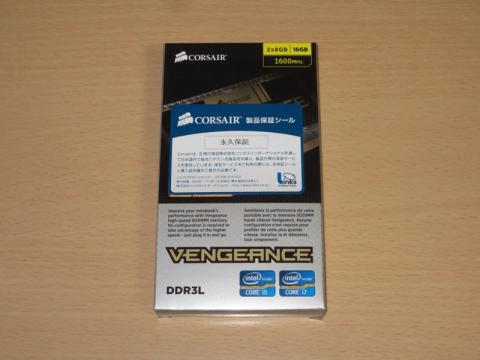 CORSAIR
2x8GB 16GB
1600MHz
CORSAIR 製品保証シール
永久保証
Links
Improve your notebook's
performance with Vengeance
high-speed SODIMM memory.
No configuration is required to
take advantage of the higher
speed — just plug it in and go.
Améliorez la performance de votre
portable avec la mémoire SODIMM
haute vitesse Vengeance. Aucune
configuration n'est requise pour
profiter de cette plus grande
vitesse. Installez la et démarrez,
tout simplement.
VENGEANCE
DDR3L
intel inside
CORE i5
intel inside
CORE i7